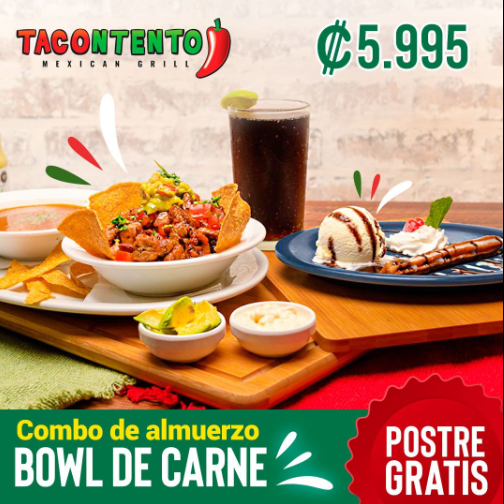 TACONTENTO
MEXICAN GRILL
₡5.995
Combo de almuerzo
BOWL DE CARNE
POSTRE
GRATIS